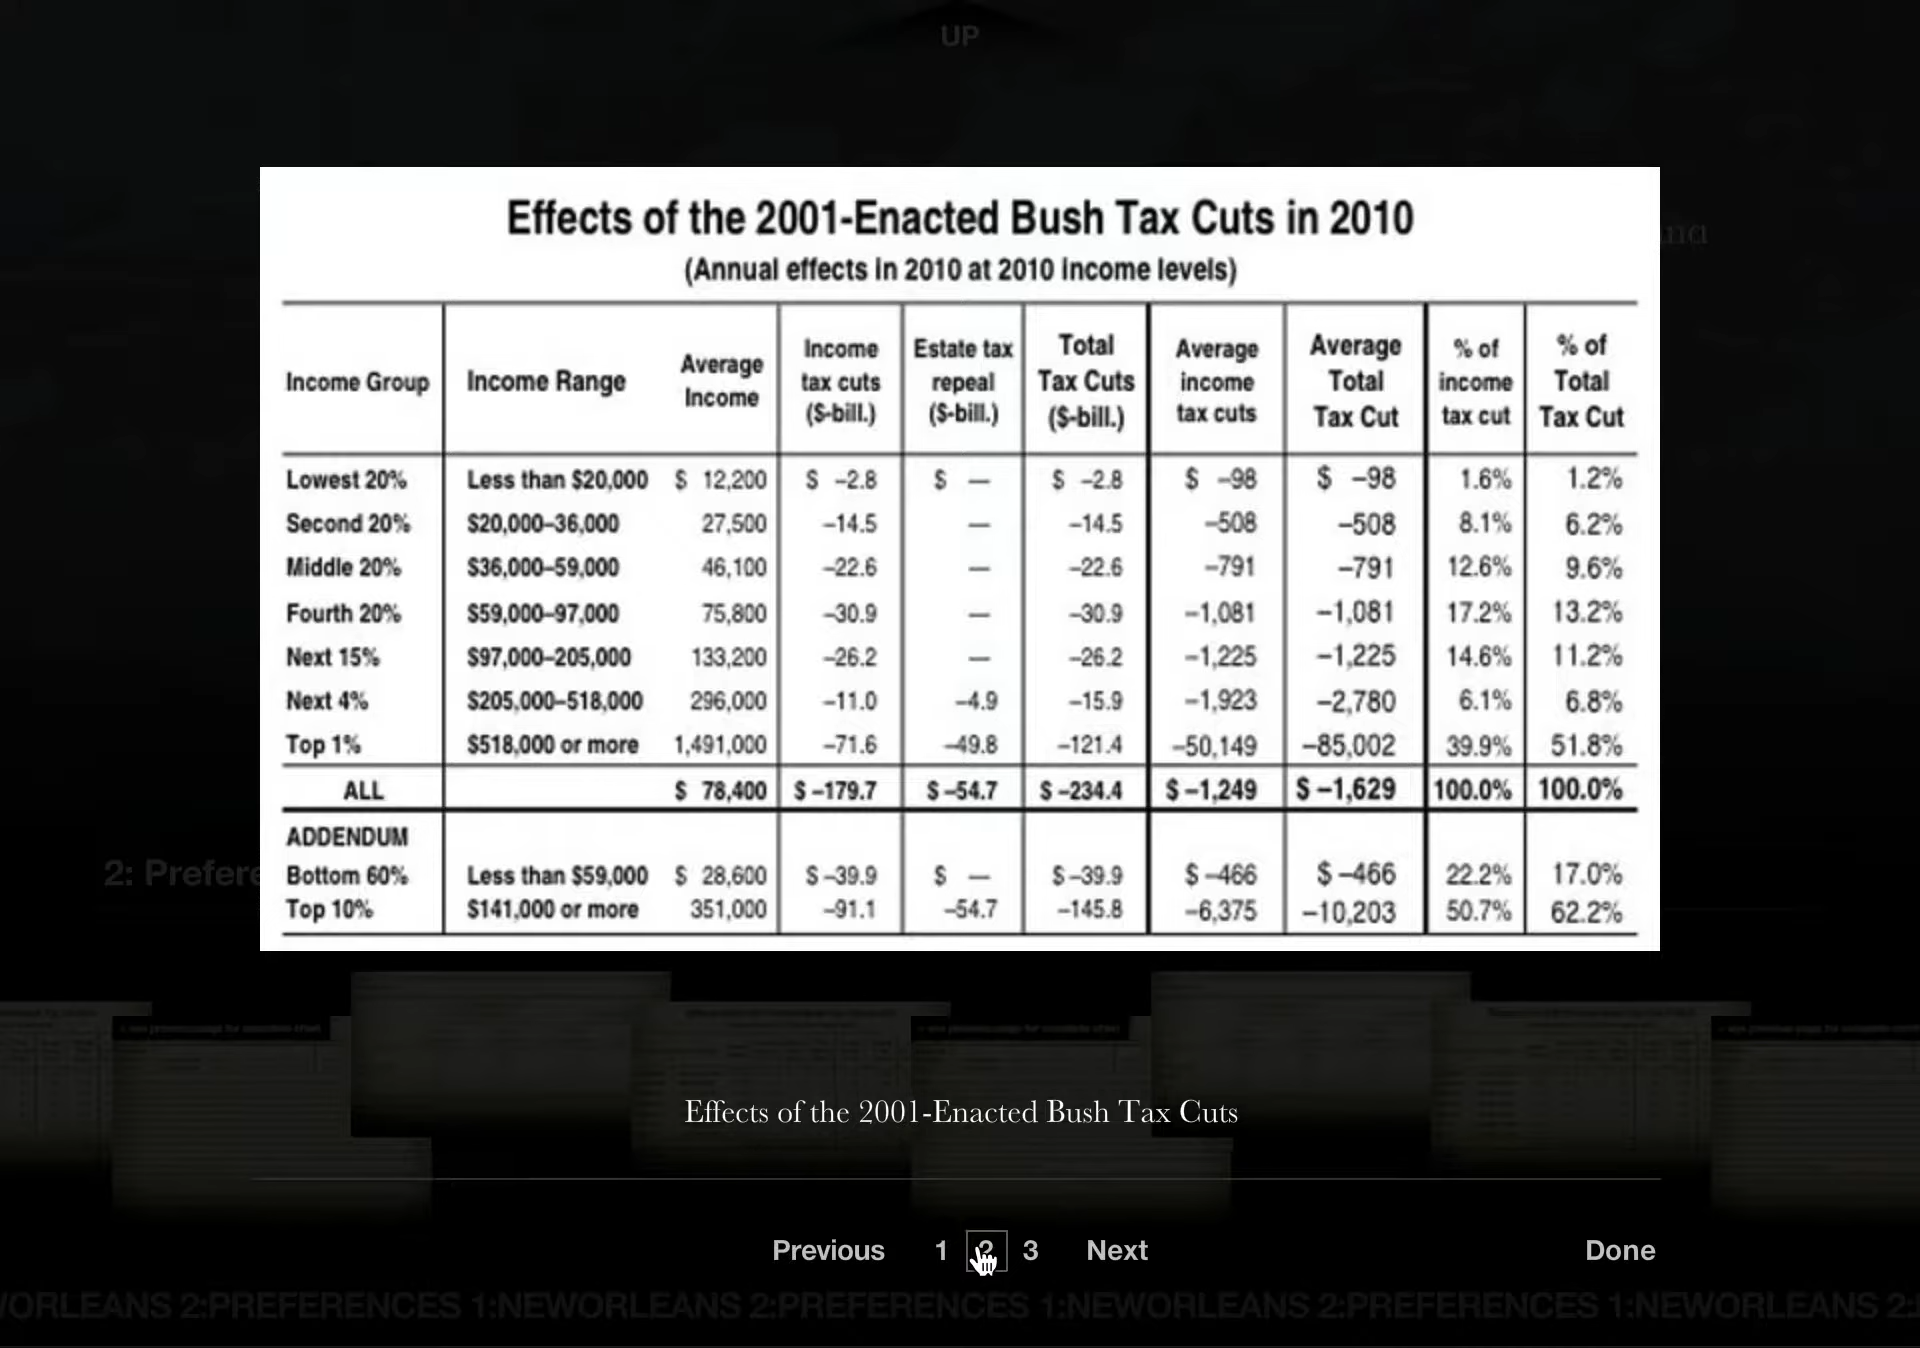 UP
Effects of the 2001-Enacted Bush Tax Cuts in 2010
(Annual effects in 2010 at 2010 income levels)
Income Group Income Range Average Income Income tax cuts ($-bill.) Estate tax repeal ($-bill.) Total Tax Cuts ($-bill.) Average income tax cuts Average Total Tax Cut % of income tax cut % of Total Tax Cut
Lowest 20% Less than $20,000 $ 12,200 $ –2.8 $ — $ –2.8 $ –98 $ –98 1.6% 1.2%
Second 20% $20,000–36,000 27,500 –14.5 — –14.5 –508 –508 8.1% 6.2%
Middle 20% $36,000–59,000 46,100 –22.6 — –22.6 –791 –791 12.6% 9.6%
Fourth 20% $59,000–97,000 75,800 –30.9 — –30.9 –1,081 –1,081 17.2% 13.2%
Next 15% $97,000–205,000 133,200 –26.2 — –26.2 –1,225 –1,225 14.6% 11.2%
Next 4% $205,000–518,000 296,000 –11.0 –4.9 –15.9 –1,923 –2,780 6.1% 6.8%
Top 1% $518,000 or more 1,491,000 –71.6 –49.8 –121.4 –50,149 –85,002 39.9% 51.8%
ALL $ 78,400 $ –179.7 $ –54.7 $ –234.4 $ –1,249 $ –1,629 100.0% 100.0%
ADDENDUM
Bottom 60% Less than $59,000 $ 28,600 $ –39.9 $ — $ –39.9 $ –466 $ –466 22.2% 17.0%
Top 10% $141,000 or more 351,000 –91.1 –54.7 –145.8 –6,375 –10,203 50.7% 62.2%
2: Prefere
Effects of the 2001-Enacted Bush Tax Cuts
Previous 1 2 3 Next Done
WORLEANS 2:PREFERENCES 1:NEWORLEANS 2:PREFERENCES 1:NEWORLEANS 2:PREFERENCES 1:NEWORLEANS 2: